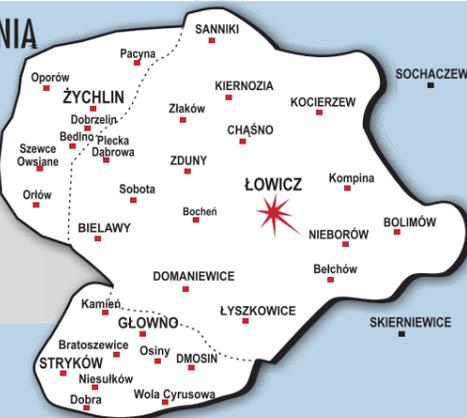 NIA
SANNIKI
Pacyna
Oporów
SOCHACZEW
KIERNOZIA
ŻYCHLIN
KOCIERZEW
Złaków
Dobrzelin
CHĄŚNO
Bedlno
Plecka
Dąbrowa
Szewce
Owsiane
ZDUNY
ŁOWICZ
Kompina
Sobota
Orłów
Bocheń
BOLIMÓW
BIELAWY
NIEBORÓW
Bełchów
DOMANIEWICE
Kamień
ŁYSZKOWICE
GŁOWNO
SKIERNIEWICE
Bratoszewice
Osiny
DMOSIN
STRYKÓW
Niesułków
Dobra
Wola Cyrusowa